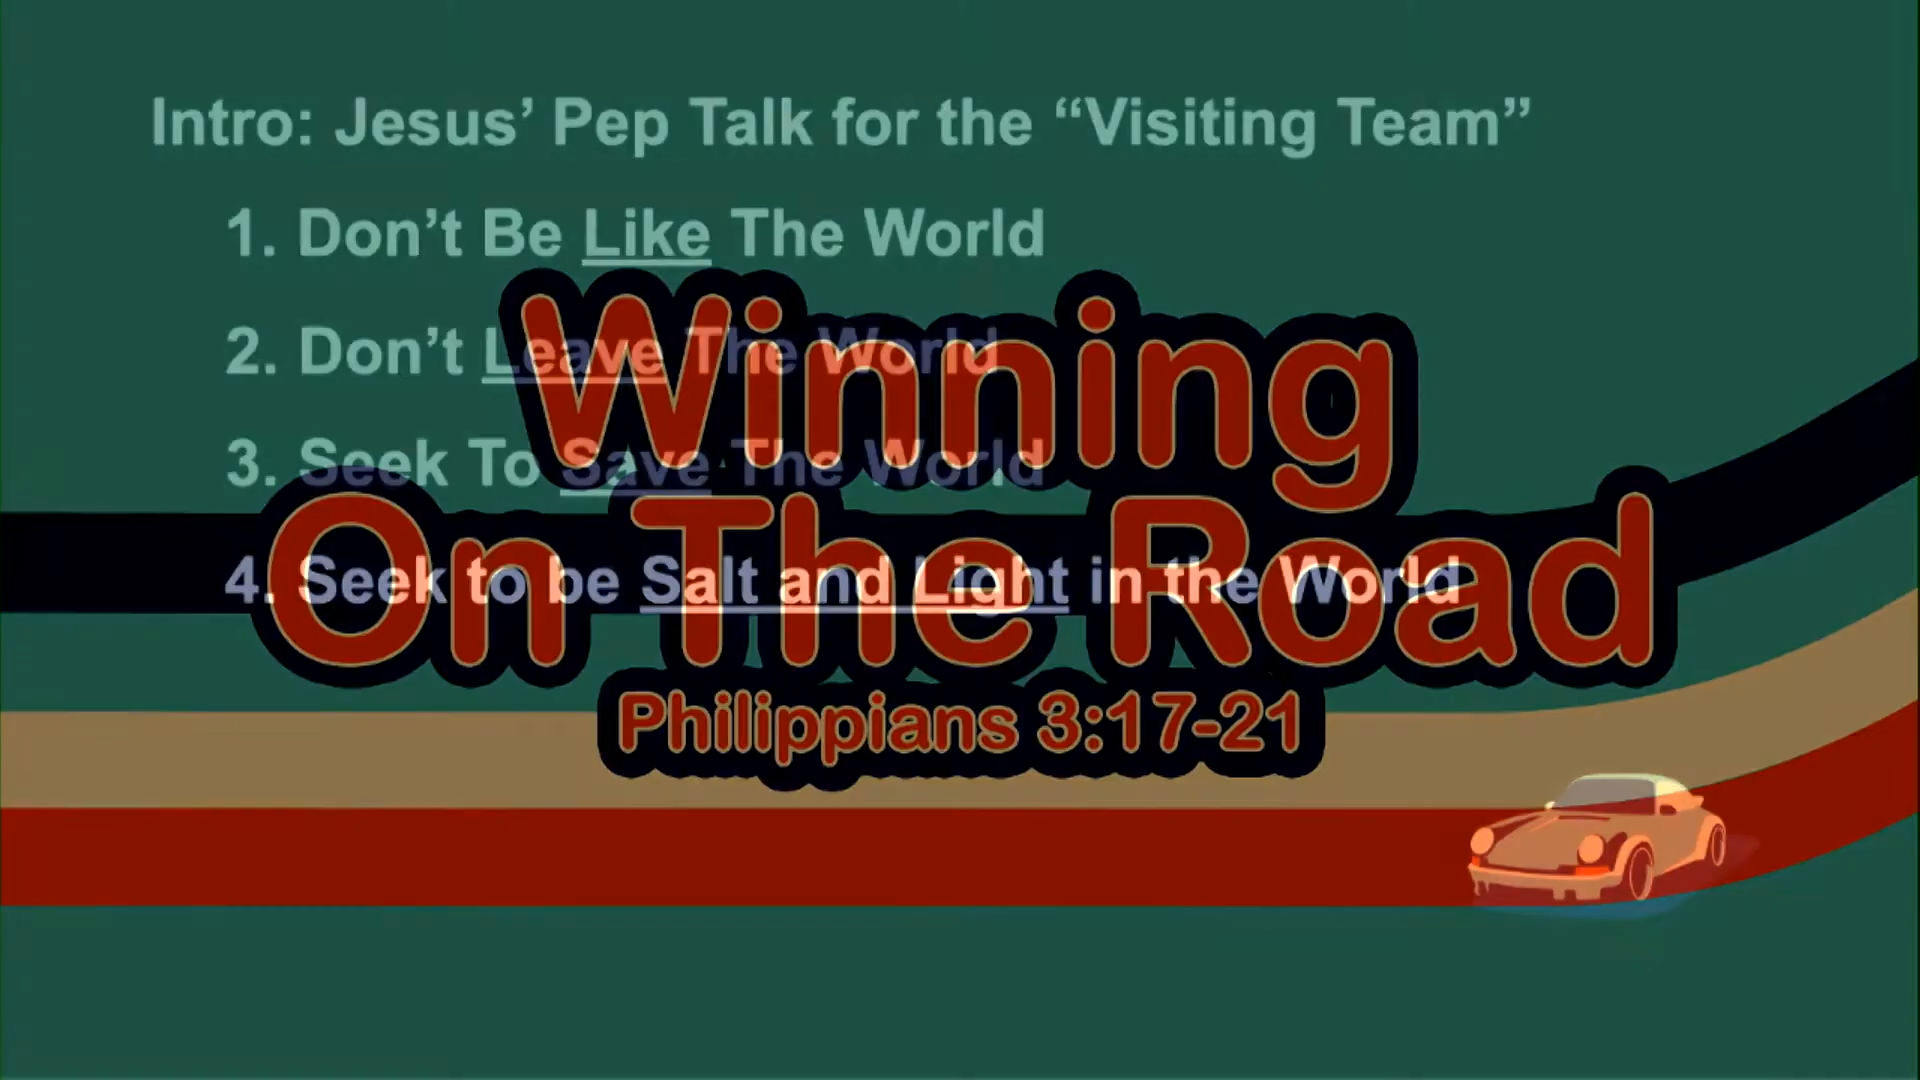 Intro: Jesus’ Pep Talk for the “Visiting Team”
1. Don’t Be Like The World
2. Don’t Leave The World
3. Seek To Save The World
4. Seek to be Salt and Light in the World
Winning
On The Road
Philippians 3:17-21